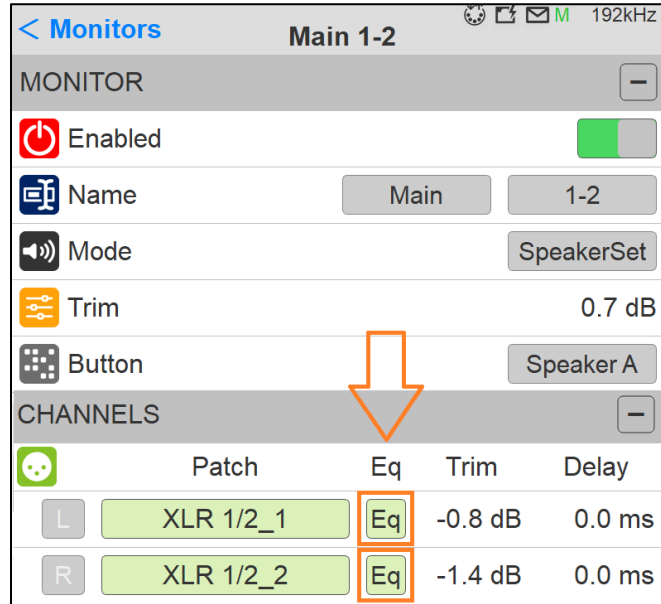 < Monitors Main 1-2 M 192kHz
MONITOR −
Enabled
Name Main 1-2
Mode SpeakerSet
Trim 0.7 dB
Button Speaker A
CHANNELS −
Patch Eq Trim Delay
L XLR 1/2_1 Eq -0.8 dB 0.0 ms
R XLR 1/2_2 Eq -1.4 dB 0.0 ms